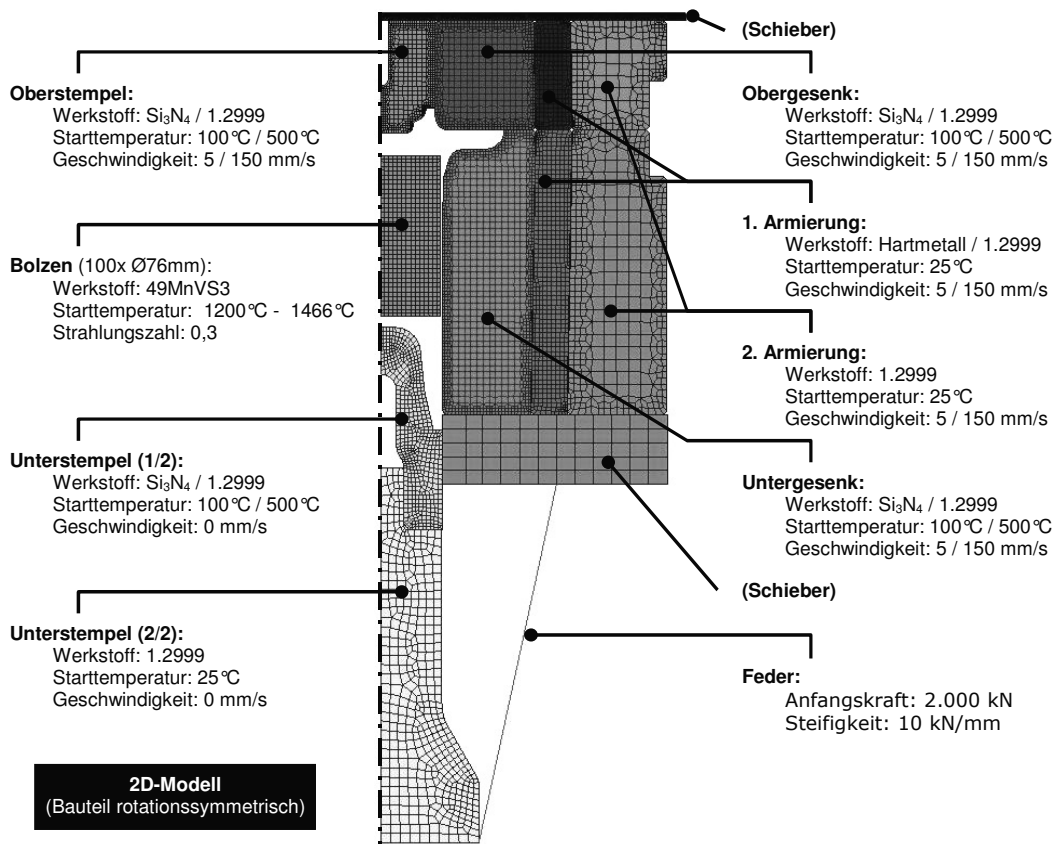 (Schieber)
Oberstempel:
Werkstoff: Si₃N₄ / 1.2999
Starttemperatur: 100°C / 500°C
Geschwindigkeit: 5 / 150 mm/s
Bolzen (100x Ø76mm):
Werkstoff: 49MnVS3
Starttemperatur: 1200°C - 1466°C
Strahlungszahl: 0,3
Unterstempel (1/2):
Werkstoff: Si₃N₄ / 1.2999
Starttemperatur: 100°C / 500°C
Geschwindigkeit: 0 mm/s
Unterstempel (2/2):
Werkstoff: 1.2999
Starttemperatur: 25°C
Geschwindigkeit: 0 mm/s
2D-Modell
(Bauteil rotationssymmetrisch)
Obergesenk:
Werkstoff: Si₃N₄ / 1.2999
Starttemperatur: 100°C / 500°C
Geschwindigkeit: 5 / 150 mm/s
1. Armierung:
Werkstoff: Hartmetall / 1.2999
Starttemperatur: 25°C
Geschwindigkeit: 5 / 150 mm/s
2. Armierung:
Werkstoff: 1.2999
Starttemperatur: 25°C
Geschwindigkeit: 5 / 150 mm/s
Untergesenk:
Werkstoff: Si₃N₄ / 1.2999
Starttemperatur: 100°C / 500°C
Geschwindigkeit: 5 / 150 mm/s
(Schieber)
Feder:
Anfangskraft: 2.000 kN
Steifigkeit: 10 kN/mm